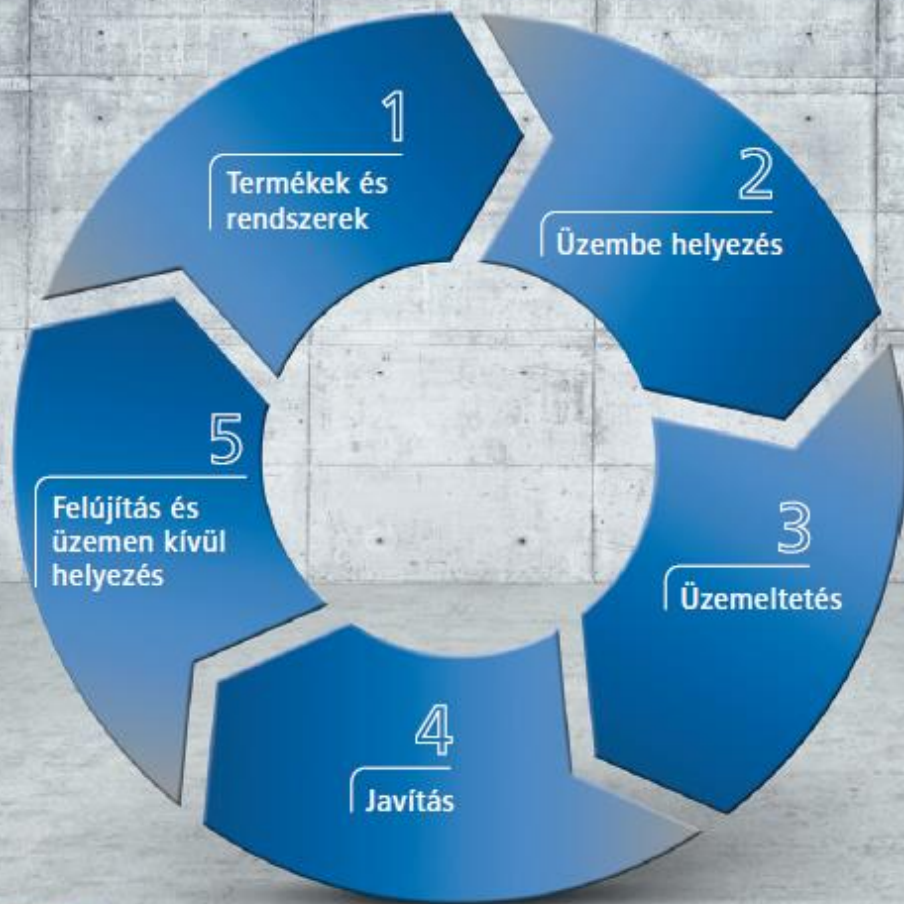 1
Termékek és
rendszerek
2
Üzembe helyezés
3
Üzemeltetés
4
Javítás
5
Felújítás és
üzemen kívül
helyezés